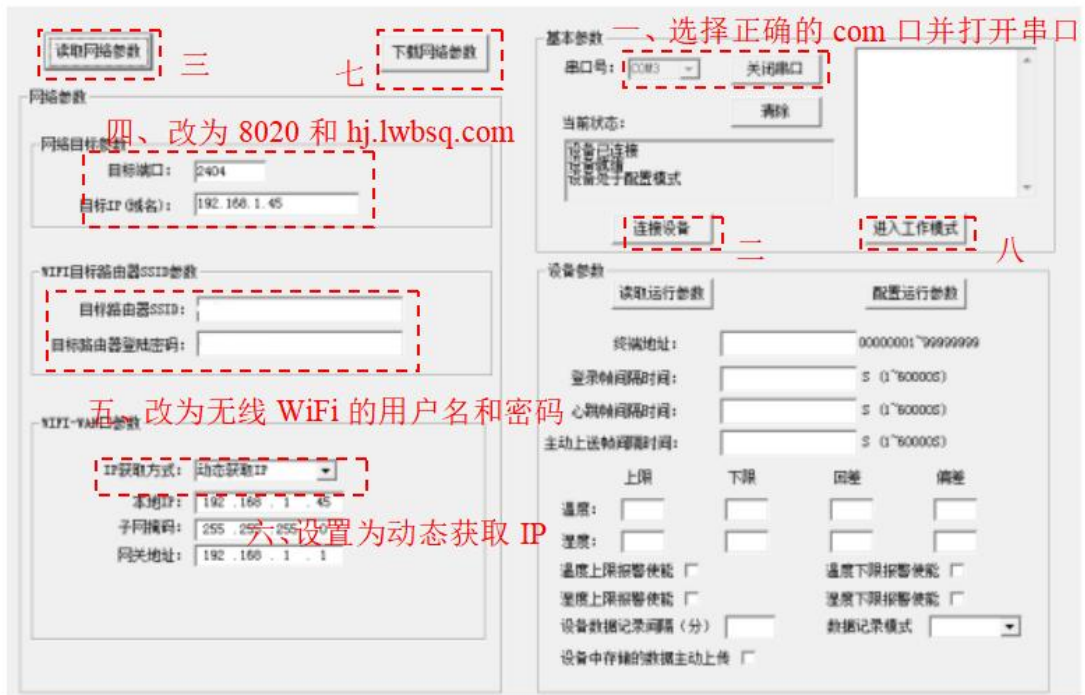 读取网络参数
三
下载网络参数
七
网络参数
四、改为 8020 和 hj.lwbsq.com
网络目标参数
目标端口： 2404
目标IP(域名)： 192.168.1.45
WIFI目标路由器SSID参数
目标路由器SSID：
目标路由器登陆密码：
五、改为无线 WiFi 的用户名和密码
WIFI-WAN口参数
IP获取方式： 动态获取IP
本地IP： 192 .168 . 1 . 45
六、设置为动态获取 IP
子网掩码： 255 .255 .255 . 0
网关地址： 192 .168 . 1 . 1
一、选择正确的 com 口并打开串口
基本参数
串口号： COM3 关闭串口
清除
当前状态：
设备已连接
设备就绪
设备处于配置模式
连接设备
二
进入工作模式
八
设备参数
读取运行参数 配置运行参数
终端地址： 00000001~99999999
登录帧间隔时间： S (1~60000S)
心跳帧间隔时间： S (1~60000S)
主动上送帧间隔时间： S (1~60000S)
上限 下限 回差 偏差
温度：
湿度：
温度上限报警使能 温度下限报警使能
湿度上限报警使能 湿度下限报警使能
设备数据记录间隔（分） 数据记录模式
设备中存储的数据主动上传